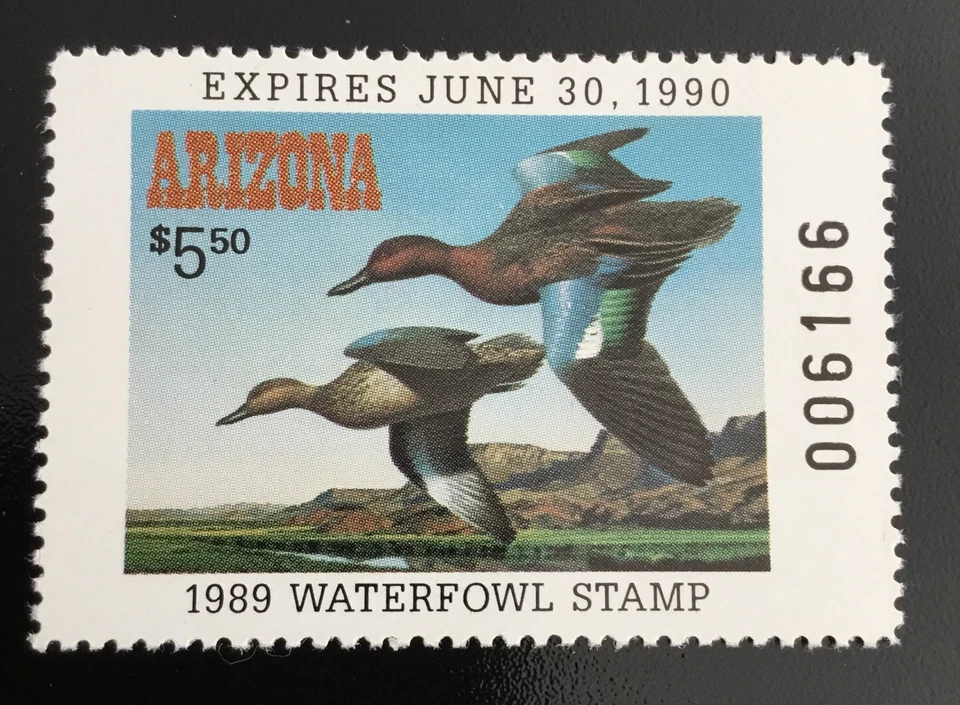 EXPIRES JUNE 30, 1990
ARIZONA
$5.50
1989 WATERFOWL STAMP
006166